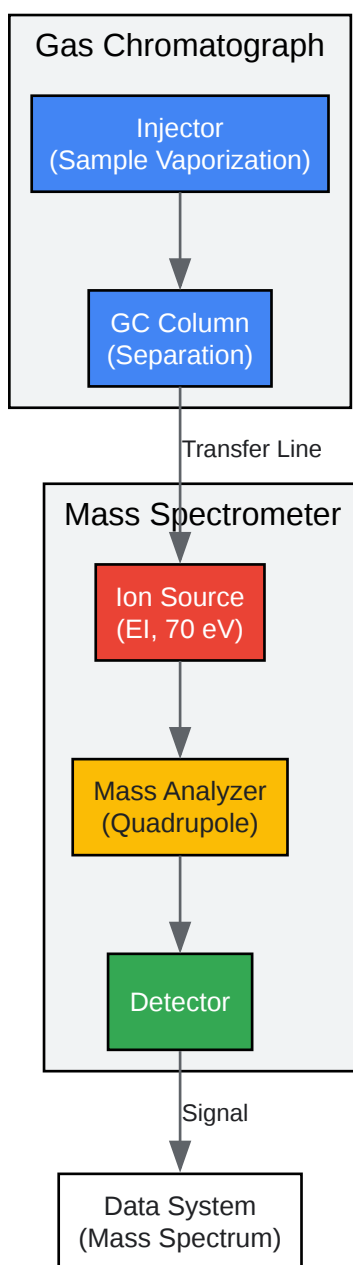 Gas Chromatograph
Injector
(Sample Vaporization)
GC Column
(Separation)
Transfer Line
Mass Spectrometer
Ion Source
(EI, 70 eV)
Mass Analyzer
(Quadrupole)
Detector
Signal
Data System
(Mass Spectrum)